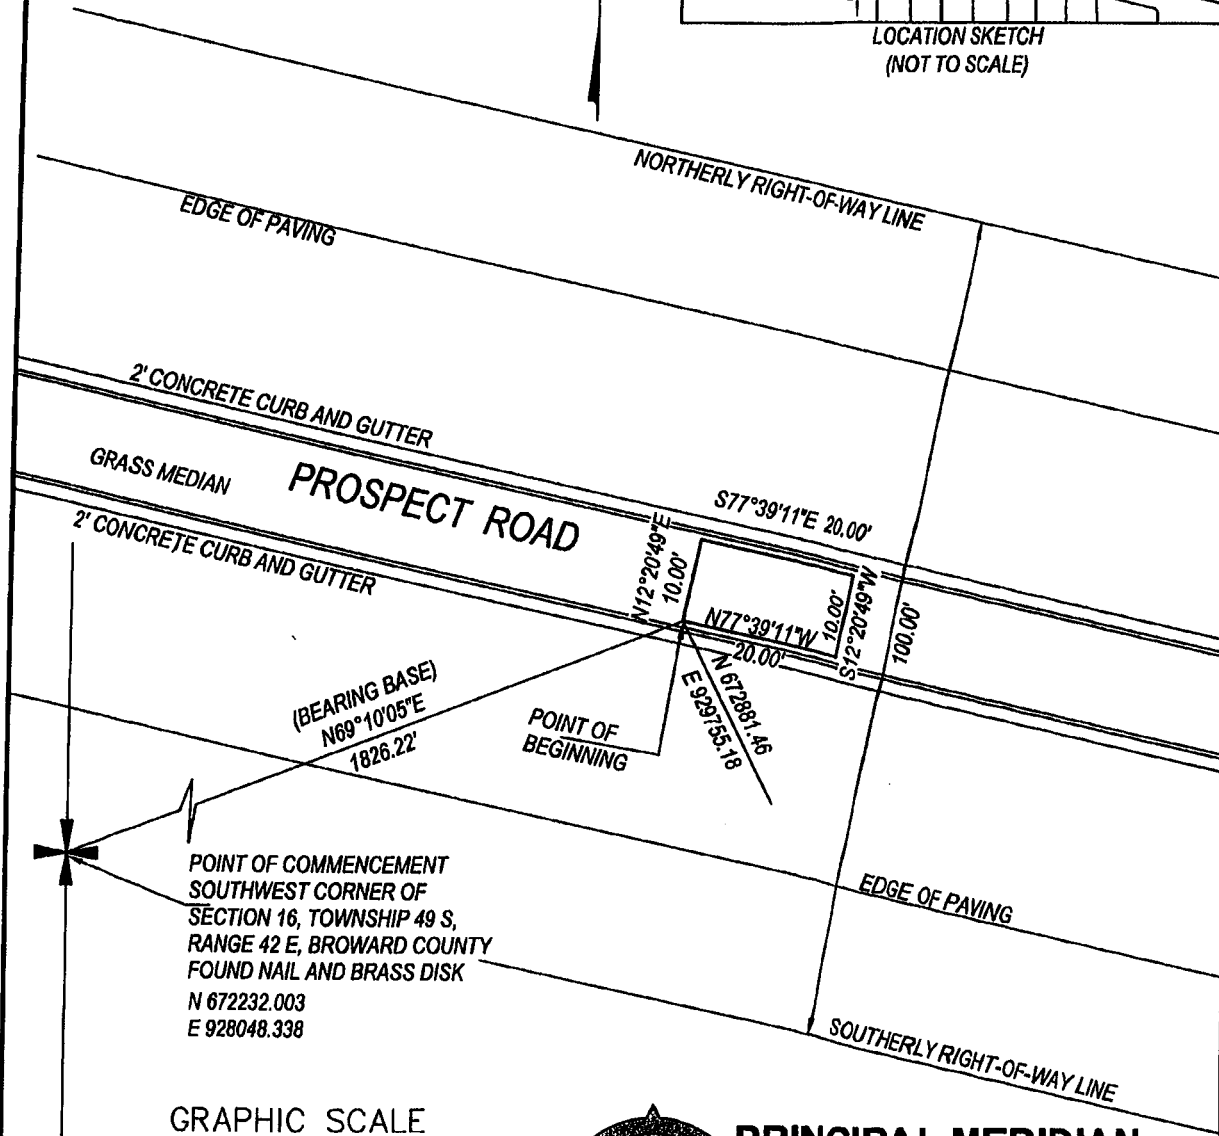 LOCATION SKETCH
(NOT TO SCALE)
NORTHERLY RIGHT-OF-WAY LINE
EDGE OF PAVING
2' CONCRETE CURB AND GUTTER
GRASS MEDIAN
PROSPECT ROAD
2' CONCRETE CURB AND GUTTER
S77°39'11"E 20.00'
N12°20'49"E
10.00'
N77°39'11"W
20.00'
10.00'
S12°20'49"W
100.00'
N 672881.46
E 929755.18
(BEARING BASE)
N69°10'05"E
1826.22'
POINT OF
BEGINNING
POINT OF COMMENCEMENT
SOUTHWEST CORNER OF
SECTION 16, TOWNSHIP 49 S,
RANGE 42 E, BROWARD COUNTY
FOUND NAIL AND BRASS DISK
N 672232.003
E 928048.338
EDGE OF PAVING
SOUTHERLY RIGHT-OF-WAY LINE
GRAPHIC SCALE
PRINCIPAL MERIDIAN